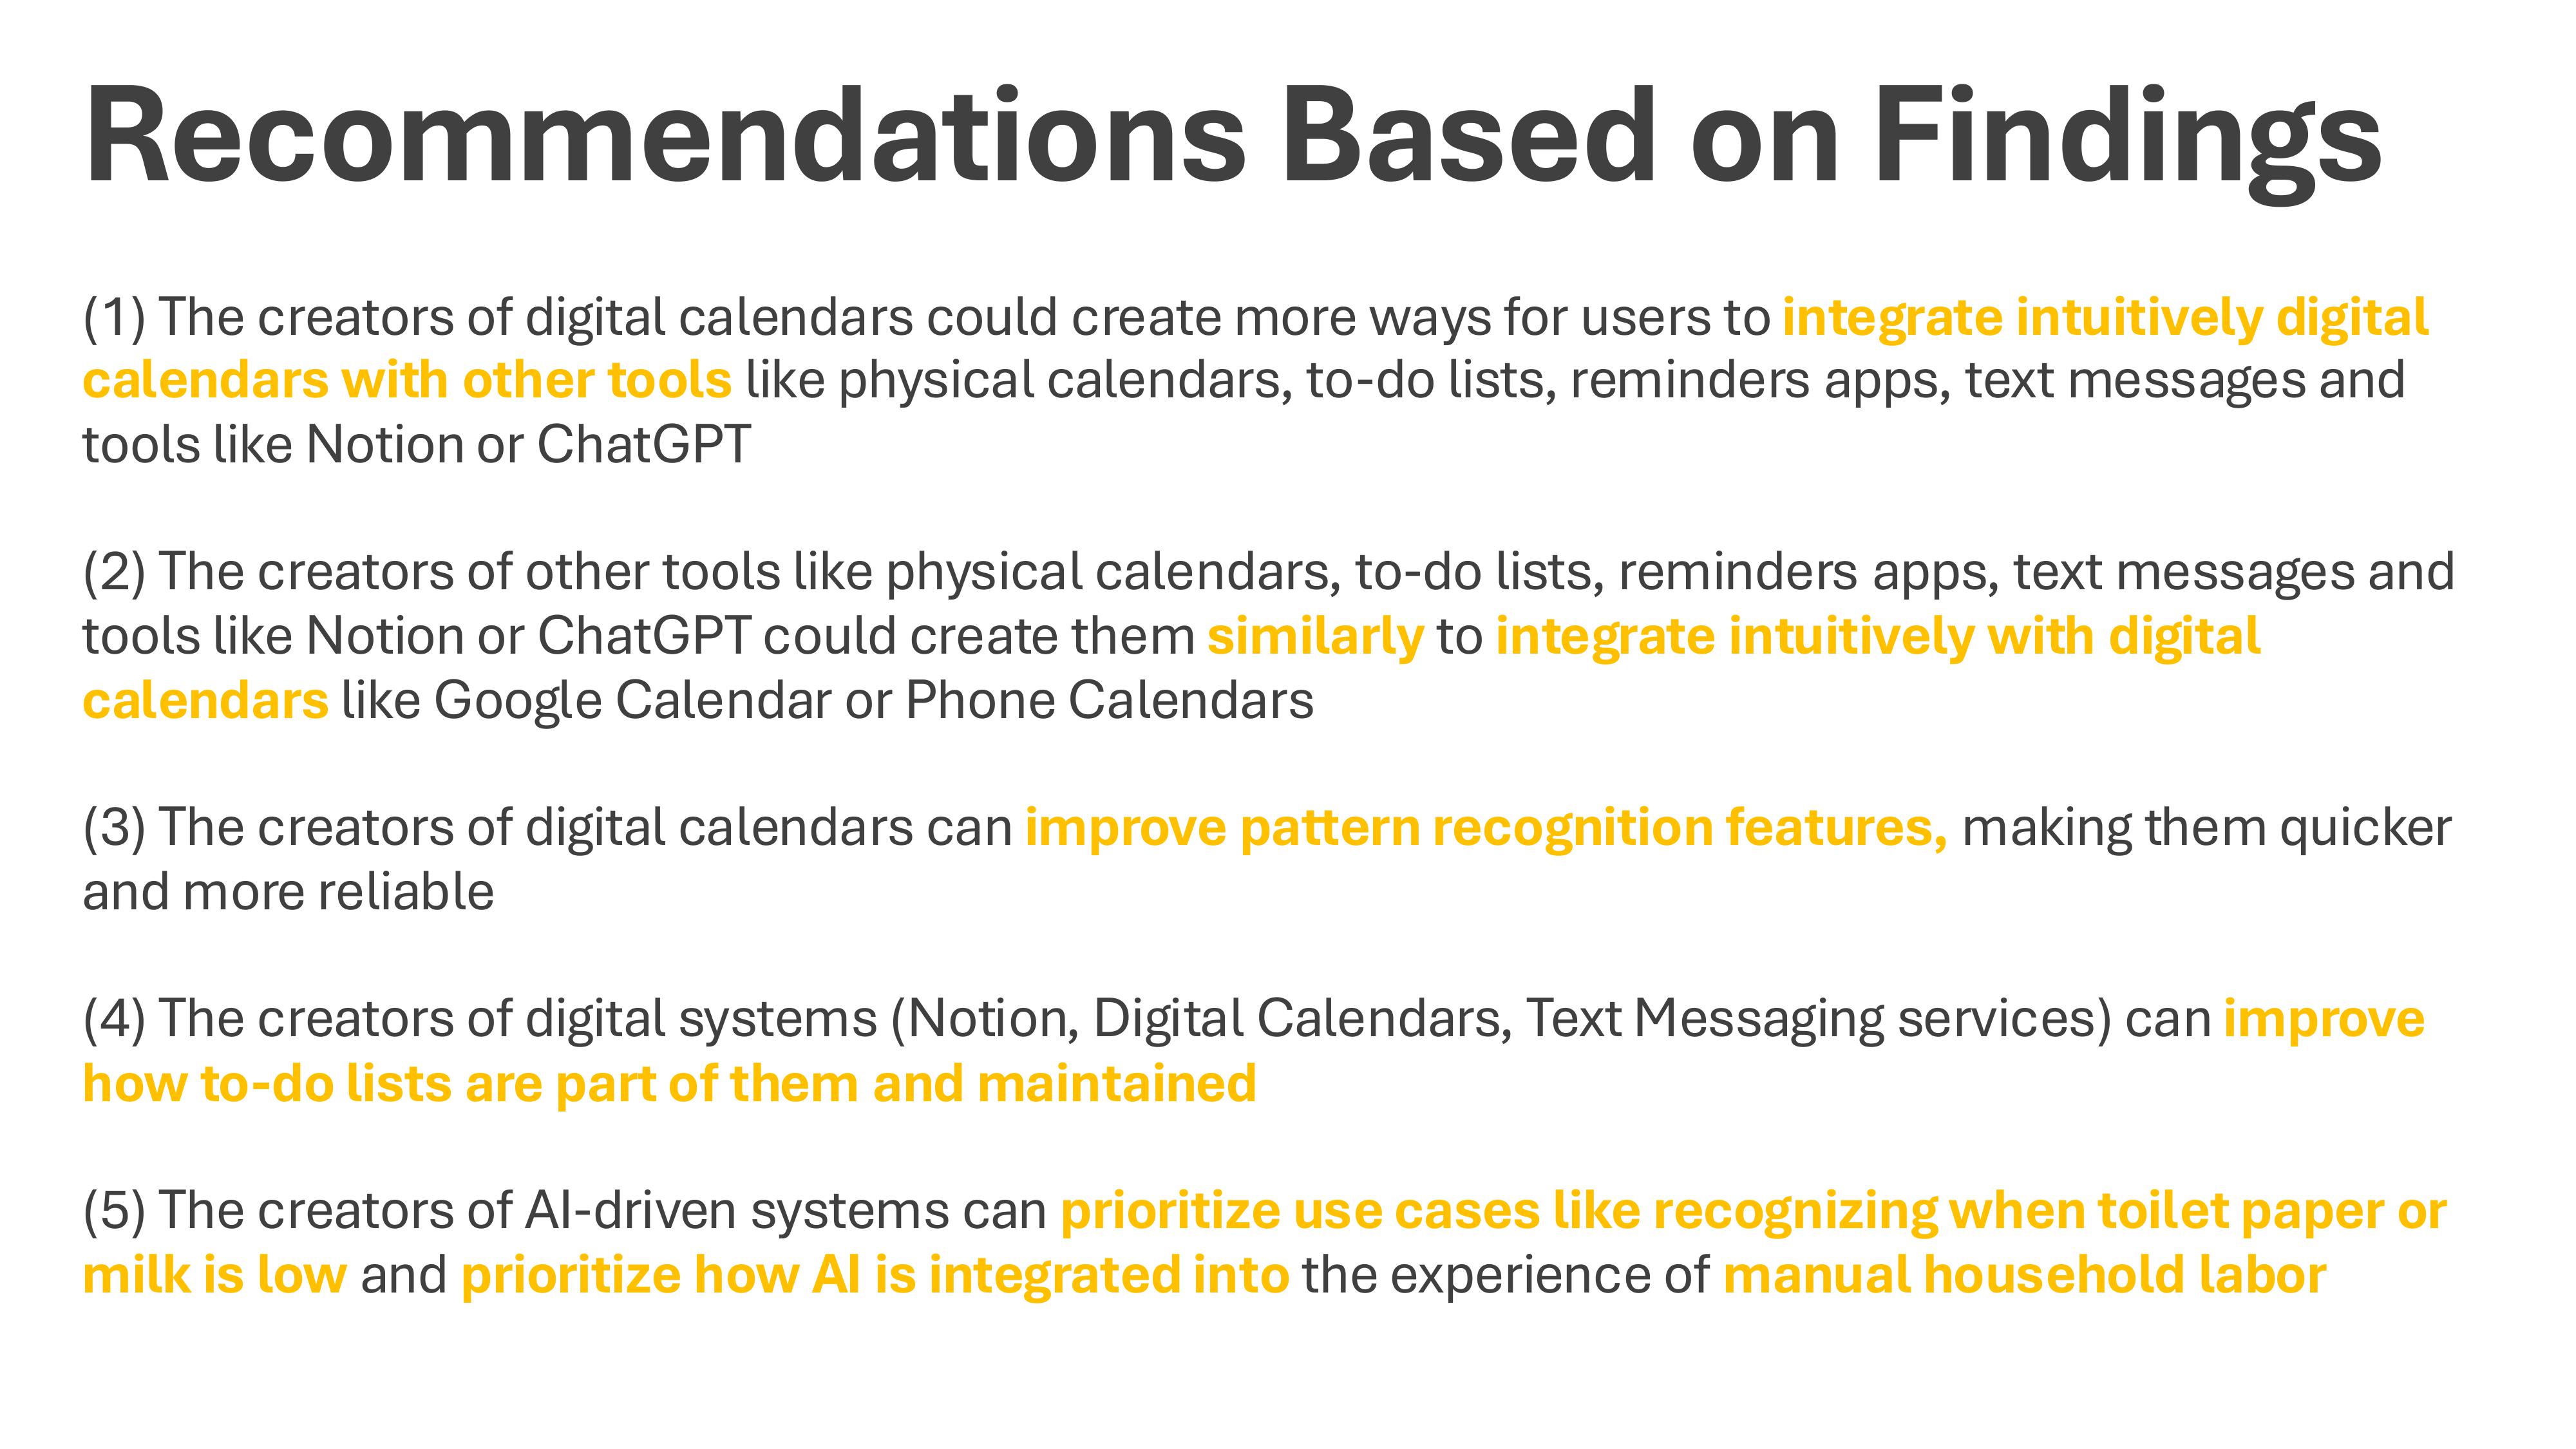 Recommendations Based on Findings
(1) The creators of digital calendars could create more ways for users to integrate intuitively digital
calendars with other tools like physical calendars, to-do lists, reminders apps, text messages and
tools like Notion or ChatGPT
(2) The creators of other tools like physical calendars, to-do lists, reminders apps, text messages and
tools like Notion or ChatGPT could create them similarly to integrate intuitively with digital
calendars like Google Calendar or Phone Calendars
(3) The creators of digital calendars can improve pattern recognition features, making them quicker
and more reliable
(4) The creators of digital systems (Notion, Digital Calendars, Text Messaging services) can improve
how to-do lists are part of them and maintained
(5) The creators of AI-driven systems can prioritize use cases like recognizing when toilet paper or
milk is low and prioritize how AI is integrated into the experience of manual household labor